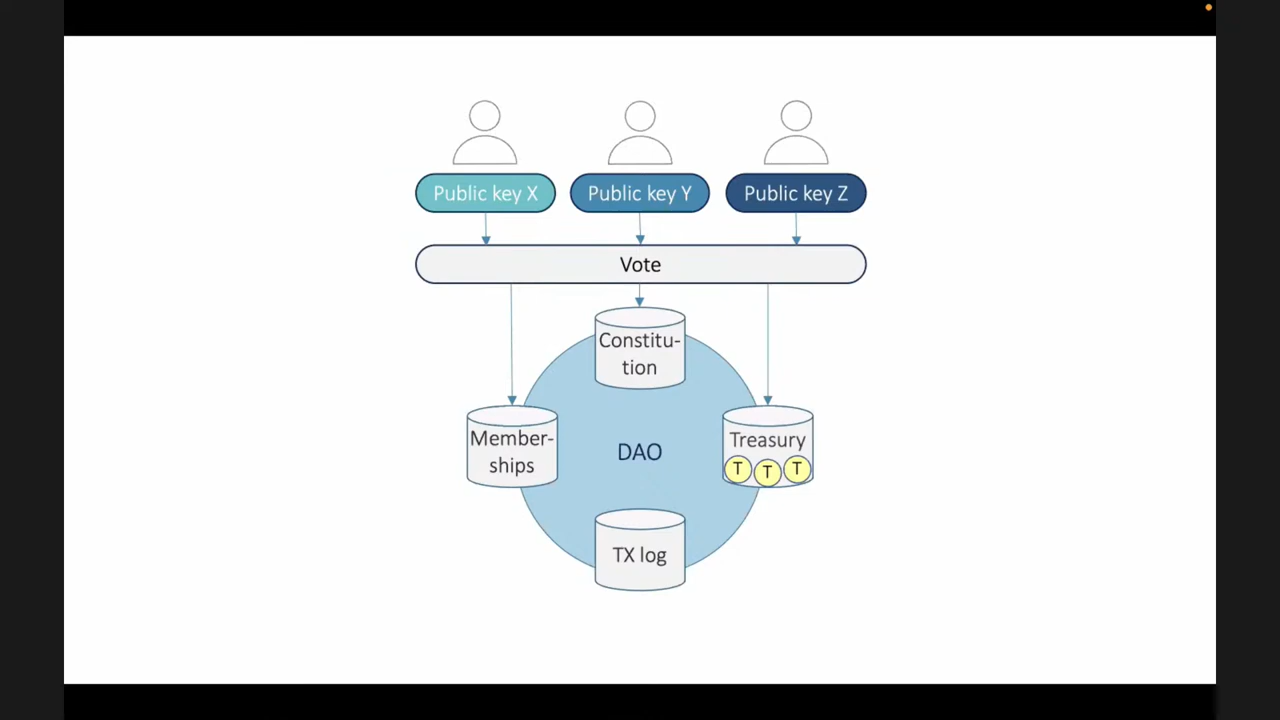 Public key X
Public key Y
Public key Z
Vote
Constitu-
tion
Member-
ships
DAO
Treasury
T
T
T
TX log